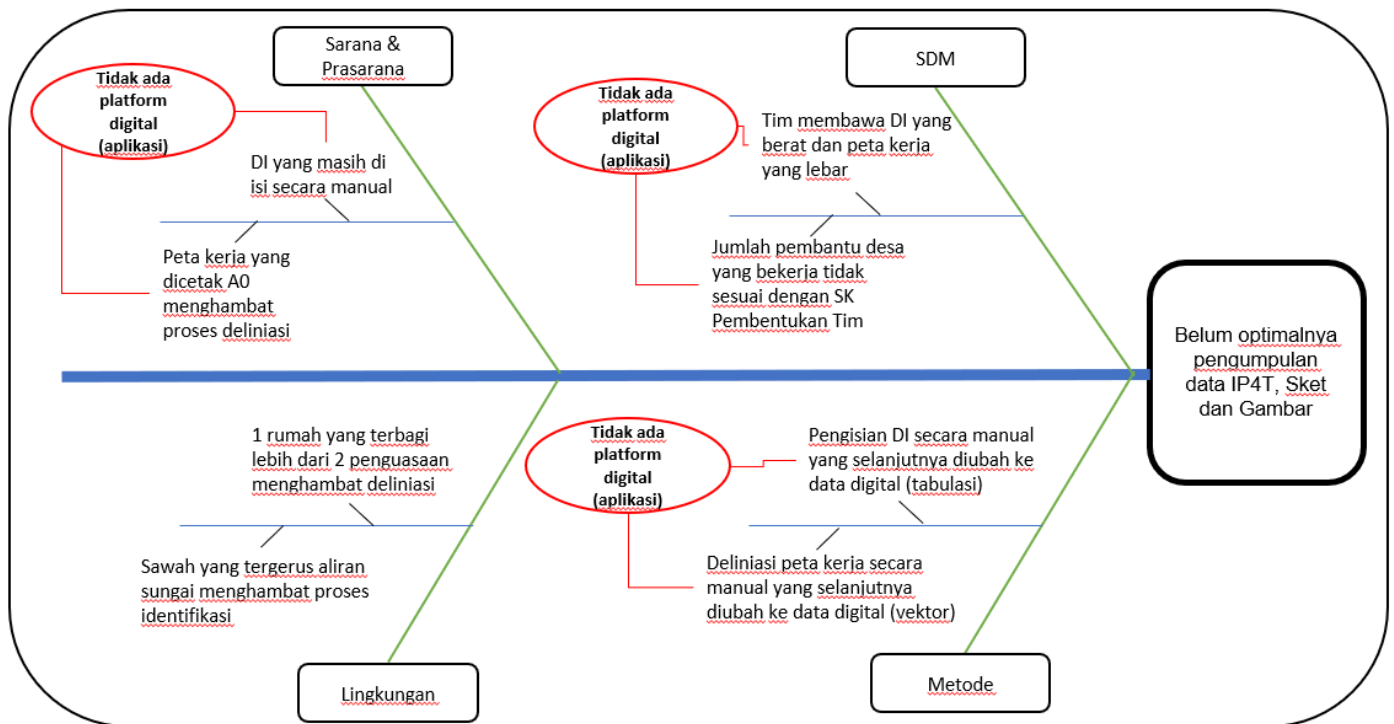 Sarana &
Prasarana
Tidak ada
platform
digital
(aplikasi)
DI yang masih di
isi secara manual
Peta kerja yang
dicetak A0
menghambat
proses deliniasi
SDM
Tidak ada
platform
digital
(aplikasi)
Tim membawa DI yang
berat dan peta kerja
yang lebar
Jumlah pembantu desa
yang bekerja tidak
sesuai dengan SK
Pembentukan Tim
Belum optimalnya
pengumpulan
data IP4T, Sket
dan Gambar
1 rumah yang terbagi
lebih dari 2 penguasaan
menghambat deliniasi
Sawah yang tergerus aliran
sungai menghambat proses
identifikasi
Lingkungan
Tidak ada
platform
digital
(aplikasi)
Pengisian DI secara manual
yang selanjutnya diubah ke
data digital (tabulasi)
Deliniasi peta kerja secara
manual yang selanjutnya
diubah ke data digital (vektor)
Metode